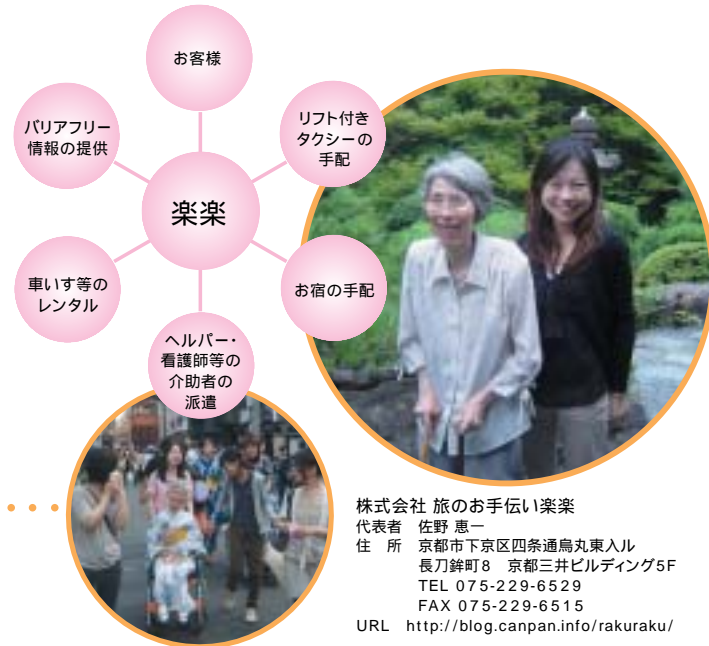 お客様
バリアフリー
情報の提供
リフト付き
タクシーの
手配
楽楽
車いす等の
レンタル
お宿の手配
ヘルパー・
看護師等の
介助者の
派遣
株式会社 旅のお手伝い楽楽
代表者 佐野 恵一
住 所 京都市下京区四条通烏丸東入ル
長刀鉾町8 京都三井ビルディング5F
TEL 075-229-6529
FAX 075-229-6515
URL http://blog.canpan.info/rakuraku/